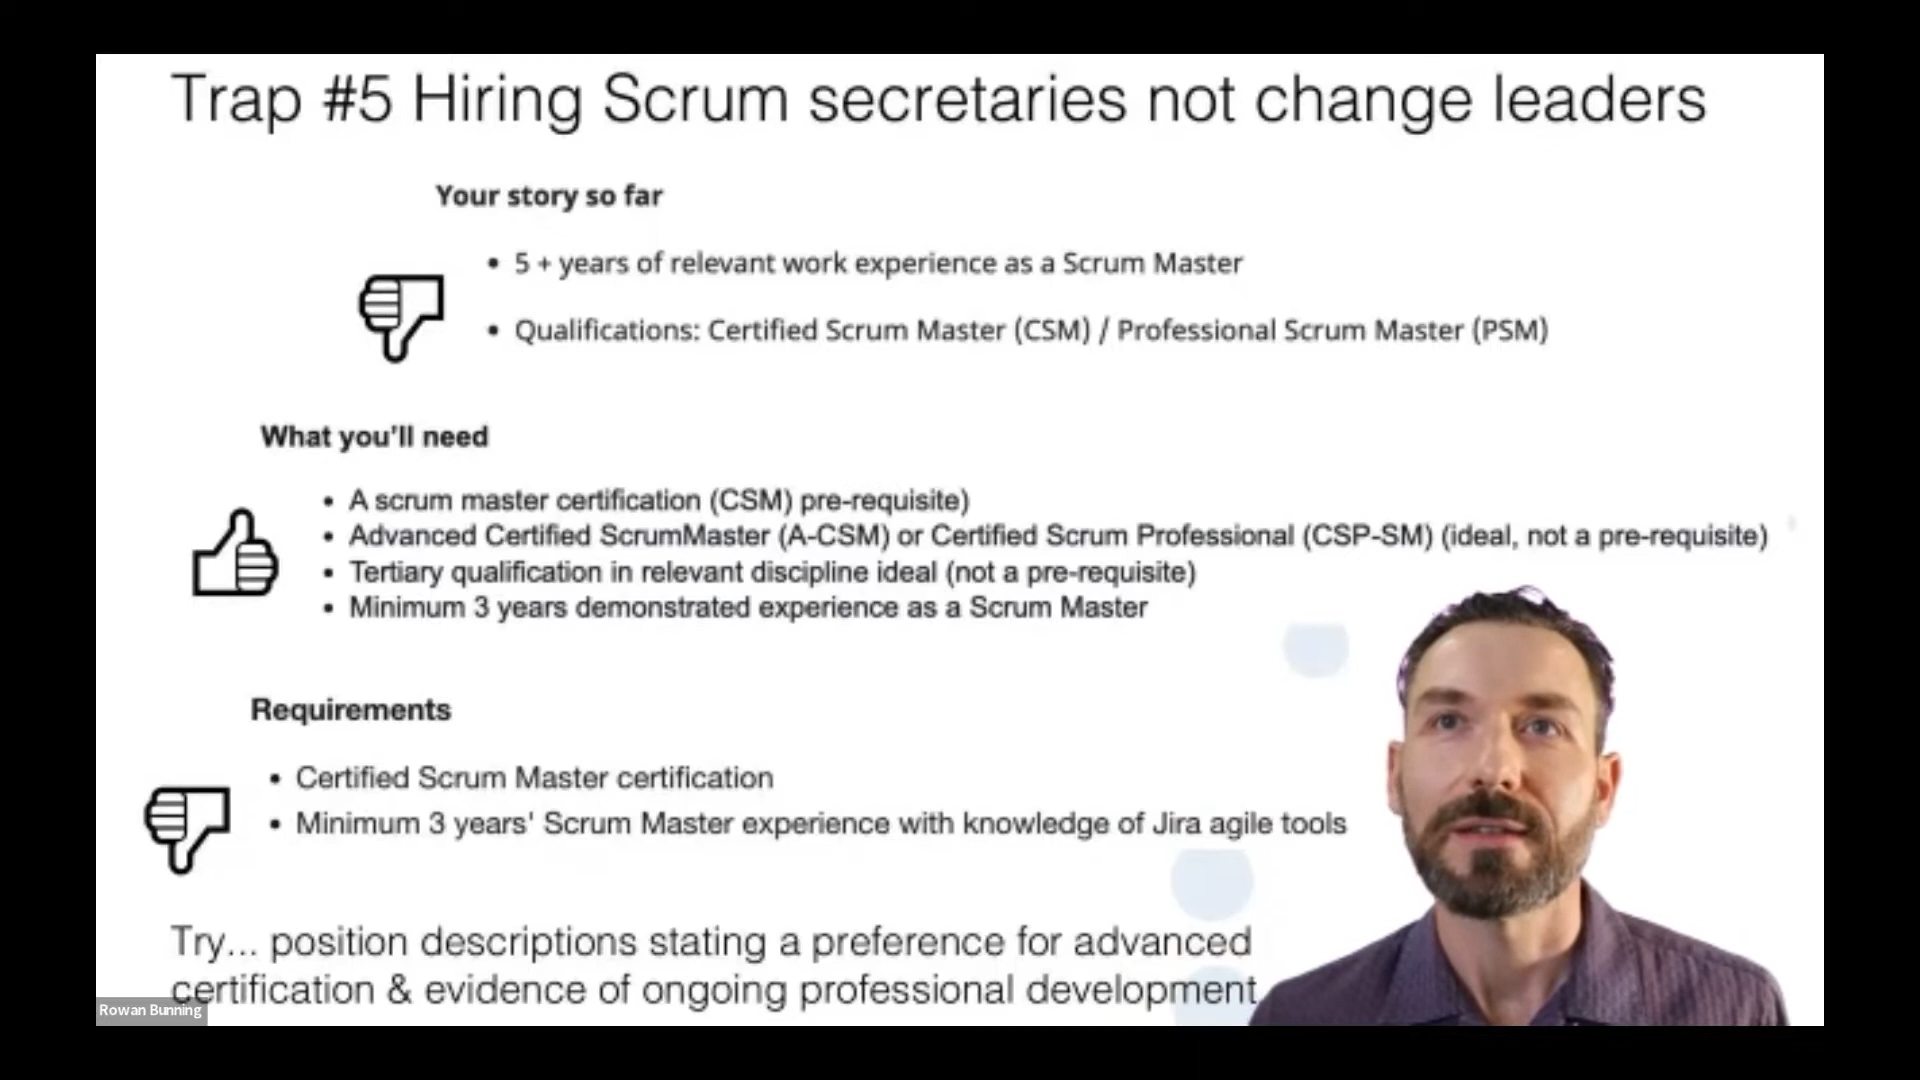 Trap #5 Hiring Scrum secretaries not change leaders
Your story so far
• 5 + years of relevant work experience as a Scrum Master
• Qualifications: Certified Scrum Master (CSM) / Professional Scrum Master (PSM)
What you'll need
• A scrum master certification (CSM) pre-requisite)
• Advanced Certified ScrumMaster (A-CSM) or Certified Scrum Professional (CSP-SM) (ideal, not a pre-requisite)
• Tertiary qualification in relevant discipline ideal (not a pre-requisite)
• Minimum 3 years demonstrated experience as a Scrum Master
Requirements
• Certified Scrum Master certification
• Minimum 3 years' Scrum Master experience with knowledge of Jira agile tools
Try... position descriptions stating a preference for advanced
certification & evidence of ongoing professional development.
Rowan Bunning